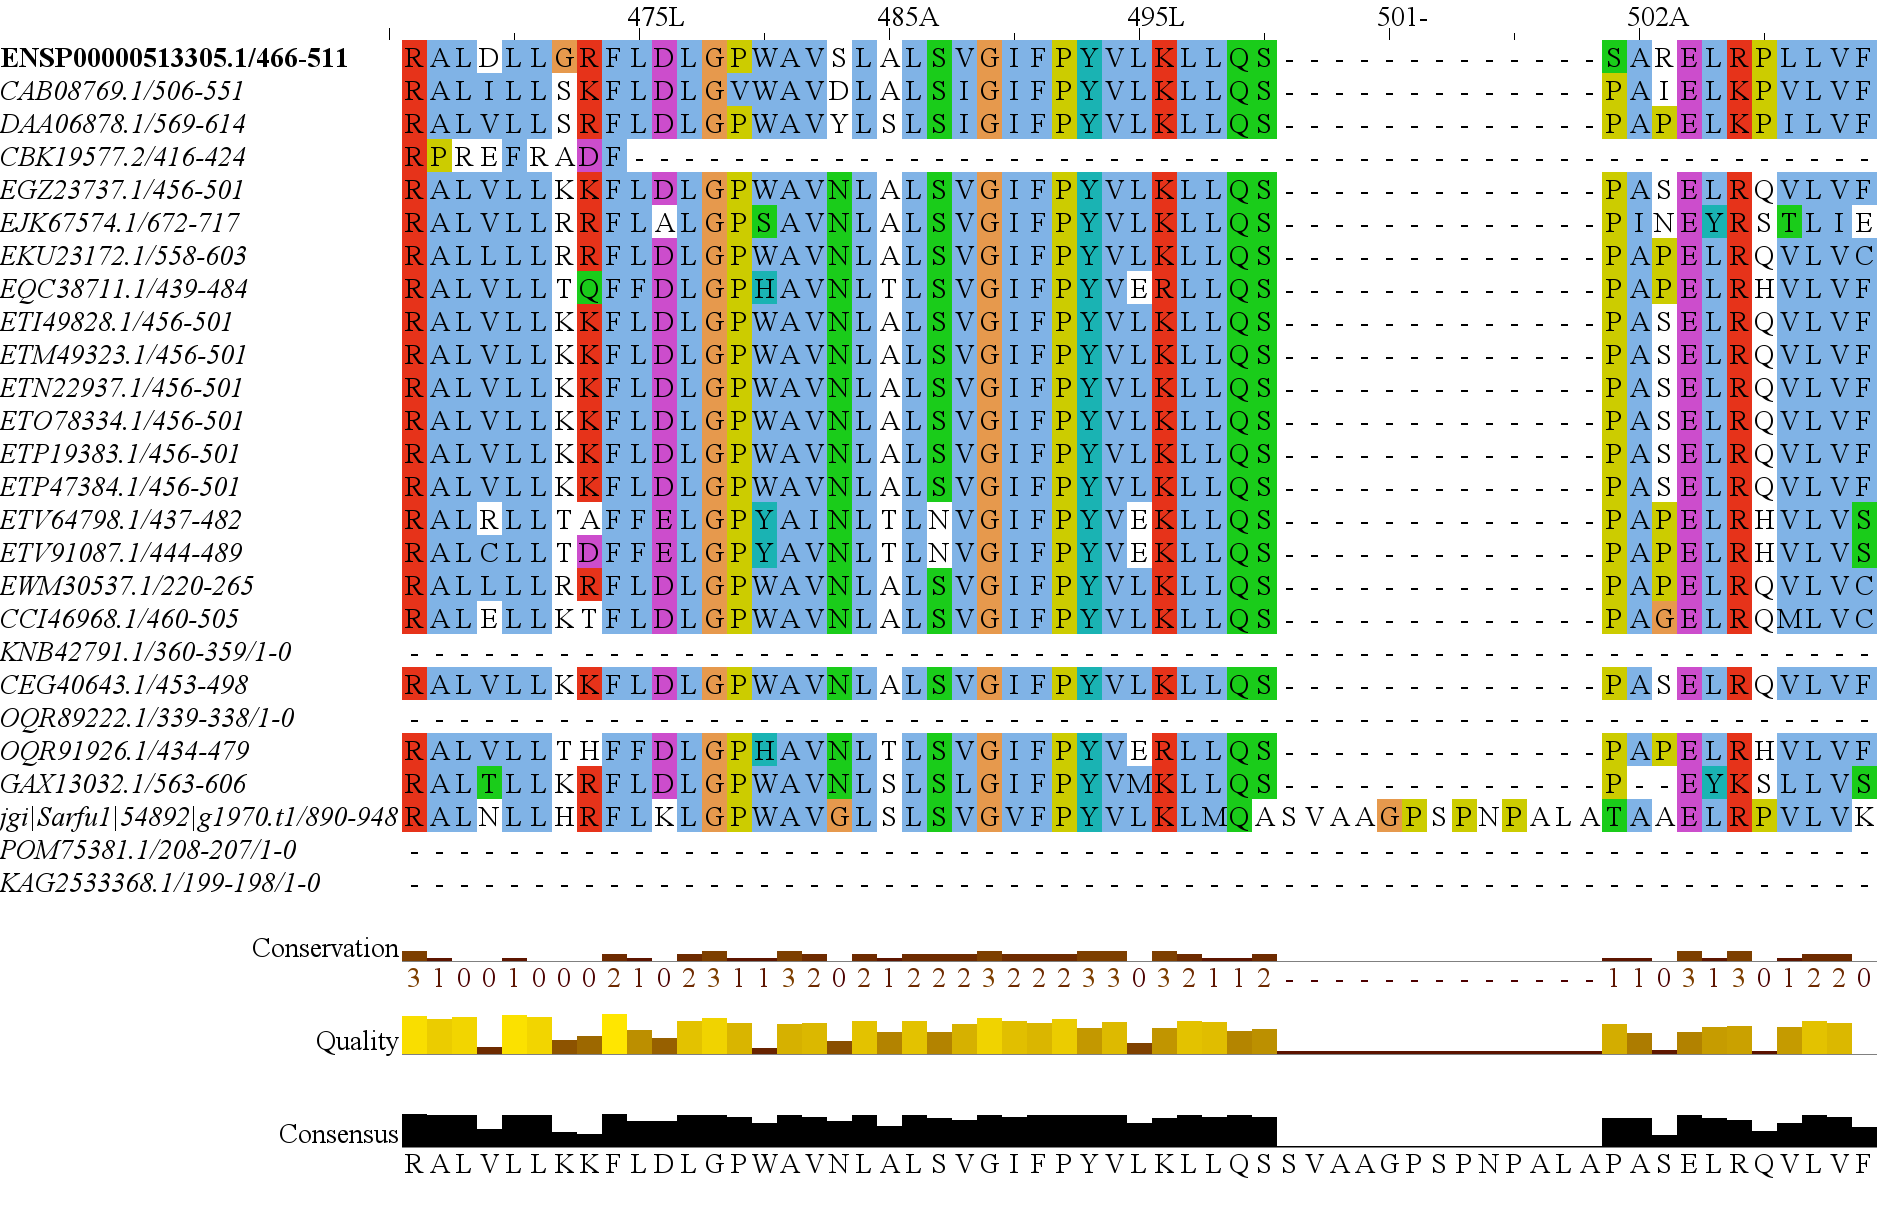 475L 485A 495L 501- 502A
ENSP00000513305.1/466-511 RALDLLGRFLDLGPWAVSLALSVGIFPYVLKLLQS-------------SARELRPLLVF
CAB08769.1/506-551 RALILLSKFLDLGVWAVDLALSIGIFPYVLKLLQS-------------PAIELKPVLVF
DAA06878.1/569-614 RALVLLSRFLDLGPWAVYLSLSIGIFPYVLKLLQS-------------PAPELKPILVF
CBK19577.2/416-424 RPREFRADF--------------------------------------------------
EGZ23737.1/456-501 RALVLLKKFLDLGPWAVNLALSVGIFPYVLKLLQS-------------PASELRQVLVF
EJK67574.1/672-717 RALVLLRRFLALGPSAVNLALSVGIFPYVLKLLQS-------------PINEYRSTLIE
EKU23172.1/558-603 RALLLLRRFLDLGPWAVNLALSVGIFPYVLKLLQS-------------PAPELRQVLVC
EQC38711.1/439-484 RALVLLTQFFDLGPHAVNLTLSVGIFPYVERLLQS-------------PAPELRHVLVF
ETI49828.1/456-501 RALVLLKKFLDLGPWAVNLALSVGIFPYVLKLLQS-------------PASELRQVLVF
ETM49323.1/456-501 RALVLLKKFLDLGPWAVNLALSVGIFPYVLKLLQS-------------PASELRQVLVF
ETN22937.1/456-501 RALVLLKKFLDLGPWAVNLALSVGIFPYVLKLLQS-------------PASELRQVLVF
ETO78334.1/456-501 RALVLLKKFLDLGPWAVNLALSVGIFPYVLKLLQS-------------PASELRQVLVF
ETP19383.1/456-501 RALVLLKKFLDLGPWAVNLALSVGIFPYVLKLLQS-------------PASELRQVLVF
ETP47384.1/456-501 RALVLLKKFLDLGPWAVNLALSVGIFPYVLKLLQS-------------PASELRQVLVF
ETV64798.1/437-482 RALRLLTAFFELGPYAINLTLNVGIFPYVEKLLQS-------------PAPELRHVLVS
ETV91087.1/444-489 RALCLLTDFFELGPYAVNLTLNVGIFPYVEKLLQS-------------PAPELRHVLVS
EWM30537.1/220-265 RALLLLRRFLDLGPWAVNLALSVGIFPYVLKLLQS-------------PAPELRQVLVC
CCI46968.1/460-505 RALELLKTFLDLGPWAVNLALSVGIFPYVLKLLQS-------------PAGELRQMLVC
KNB42791.1/360-359/1-0 -----------------------------------------------------------
CEG40643.1/453-498 RALVLLKKFLDLGPWAVNLALSVGIFPYVLKLLQS-------------PASELRQVLVF
OQR89222.1/339-338/1-0 -----------------------------------------------------------
OQR91926.1/434-479 RALVLLTHFFDLGPHAVNLTLSVGIFPYVERLLQS-------------PAPELRHVLVF
GAX13032.1/563-606 RALTLLKRFLDLGPWAVNLSLSLGIFPYVMKLLQS-------------P--EYKSLLVS
jgi|Sarfu1|54892|g1970.t1/890-948 RALNLLHRFLKLGPWAVGLSLSVGVFPYVLKLMQASVAAGPSPNPALATAAELRPVLVK
POM75381.1/208-207/1-0 -----------------------------------------------------------
KAG2533368.1/199-198/1-0 -----------------------------------------------------------
Conservation
31001000210231132021222322233032112-------------11031301220
Quality
Consensus
RALVLLKKFLDLGPWAVNLALSVGIFPYVLKLLQSSVAAGPSPNPALAPASELRQVLVF